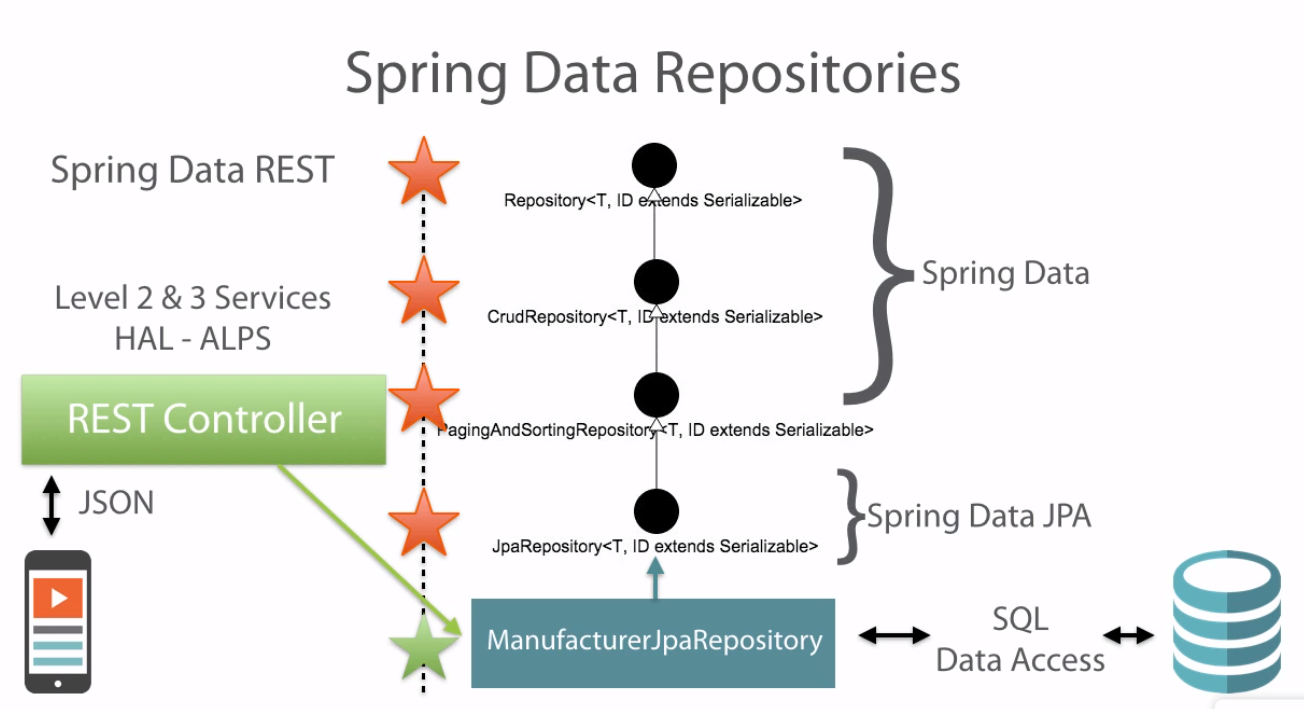 Spring Data Repositories
Spring Data REST
Repository<T, ID extends Serializable>
Spring Data
Level 2 & 3 Services
HAL - ALPS
CrudRepository<T, ID extends Serializable>
REST Controller
PagingAndSortingRepository<T, ID extends Serializable>
JSON
Spring Data JPA
JpaRepository<T, ID extends Serializable>
ManufacturerJpaRepository
SQL
Data Access